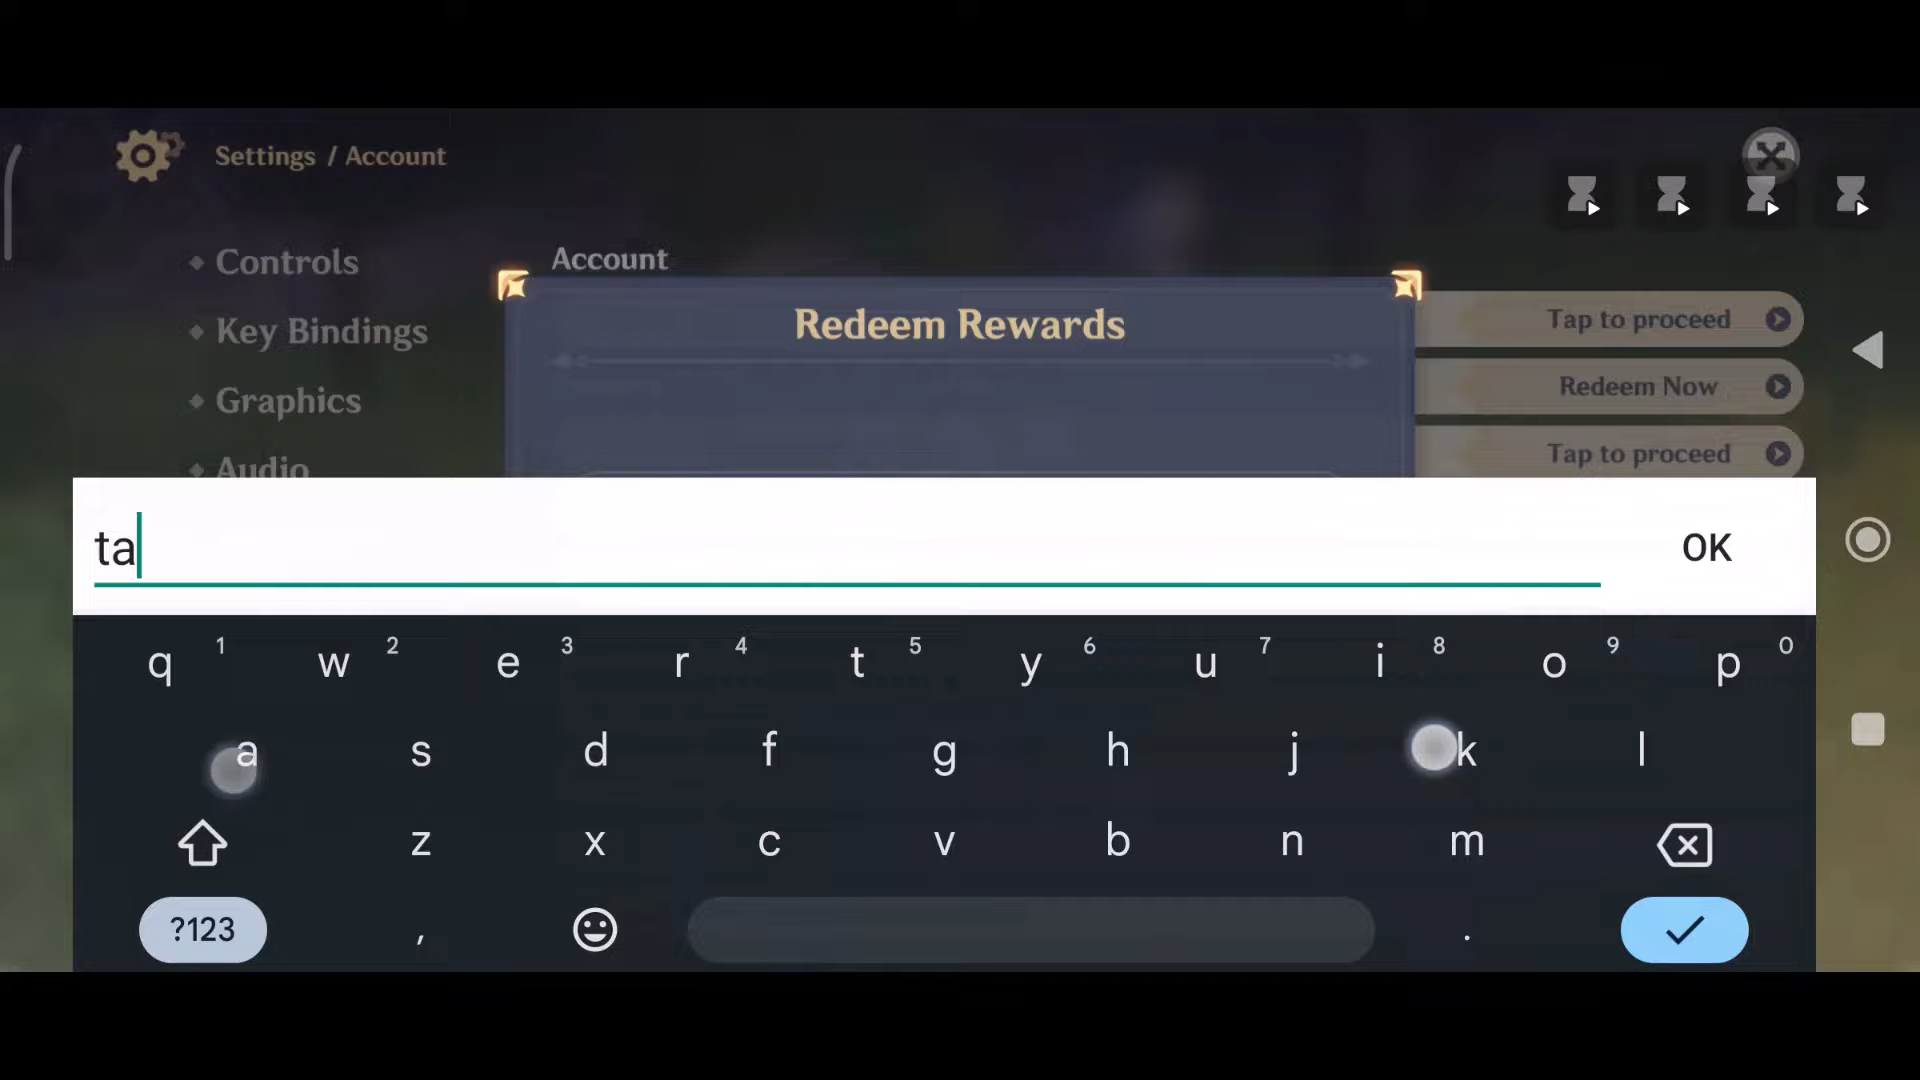 Settings / Account
Controls
Key Bindings
Graphics
Audio
Account
Redeem Rewards
Tap to proceed
Redeem Now
Tap to proceed
ta
OK
q 1 w 2 e 3 r 4 t 5 y 6 u 7 i 8 o 9 p 0
a s d f g h j k l
z x c v b n m
?123 , .